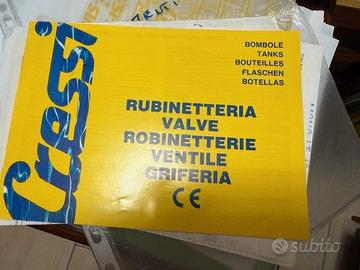 Cressi
BOMBOLE
TANKS
BOUTEILLES
FLASCHEN
BOTELLAS
RUBINETTERIA
VALVE
ROBINETTERIE
VENTILE
GRIFERIA
CE
subito